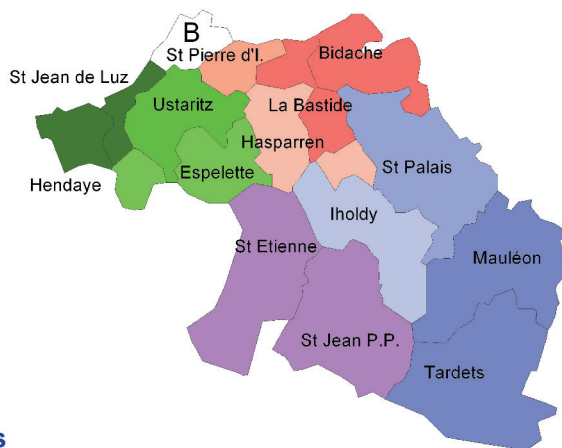 B
St Pierre d'I.
Bidache
St Jean de Luz
Ustaritz
La Bastide
Hasparren
Espelette
St Palais
Hendaye
Iholdy
St Etienne
Mauléon
St Jean P.P.
Tardets
s